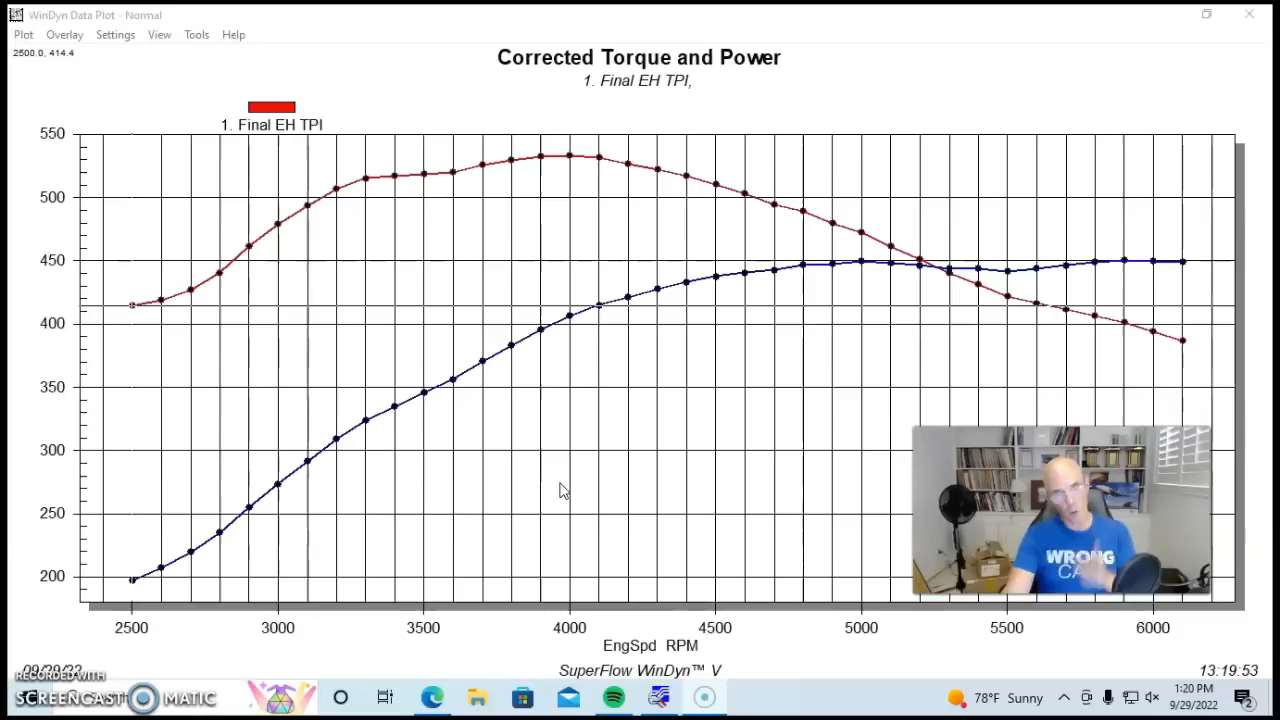 WinDyn Data Plot - Normal
Plot Overlay Settings View Tools Help
2500.0, 414.4
Corrected Torque and Power
1. Final EH TPI,
1. Final EH TPI
550
500
450
400
350
300
250
200
2500 3000 3500 4000 4500 5000 5500 6000
EngSpd RPM
WRONG
SuperFlow WinDyn™ V
13:19:53
RECORDED WITH
SCREENCAST MATIC
78°F Sunny
1:20 PM
9/29/2022
2